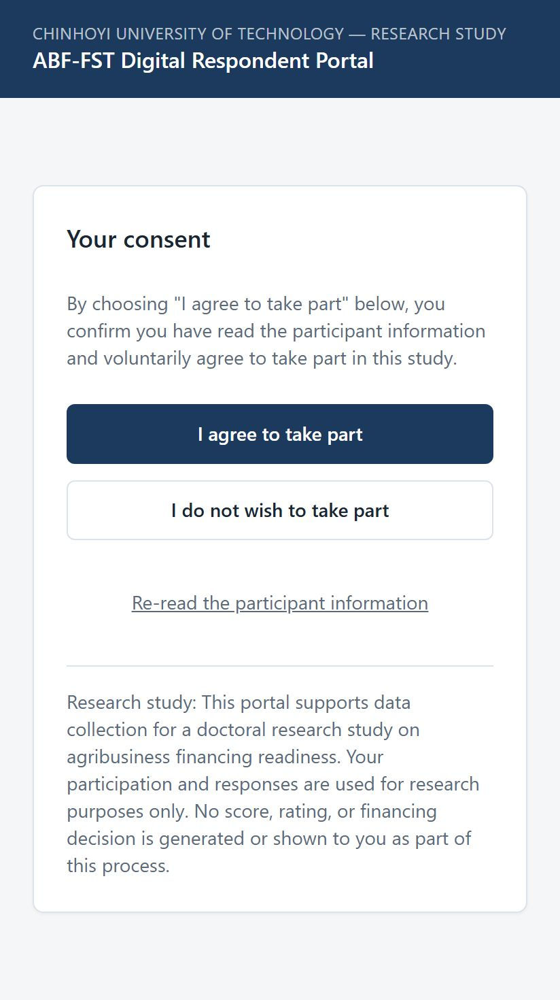 CHINHOYI UNIVERSITY OF TECHNOLOGY — RESEARCH STUDY
ABF-FST Digital Respondent Portal
Your consent
By choosing "I agree to take part" below, you
confirm you have read the participant information
and voluntarily agree to take part in this study.
I agree to take part
I do not wish to take part
Re-read the participant information
Research study: This portal supports data
collection for a doctoral research study on
agribusiness financing readiness. Your
participation and responses are used for research
purposes only. No score, rating, or financing
decision is generated or shown to you as part of
this process.